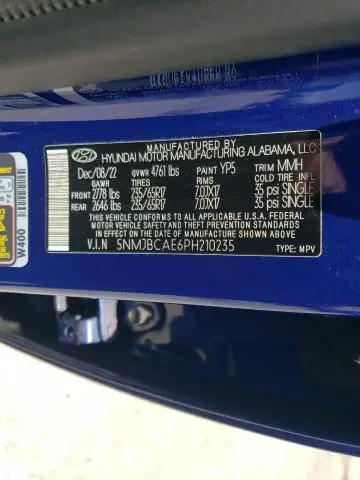 MANUFACTURED BY
HYUNDAI MOTOR MANUFACTURING ALABAMA, LLC
Dec/08/22 GVWR 4761 lbs PAINT YP5 TRIM MMH
GAWR TIRES RIMS COLD TIRE INFLATION
FRONT 2778 lbs 235/65R17 7.0JX17 35 psi SINGLE
REAR 2646 lbs 235/65R17 7.0JX17 35 psi SINGLE
THIS VEHICLE CONFORMS TO ALL APPLICABLE U.S. FEDERAL
MOTOR VEHICLE SAFETY AND THEFT PREVENTION STANDARDS
IN EFFECT ON THE DATE OF MANUFACTURE SHOWN ABOVE.
V.I.N 5NMJBCAE6PH210235 TYPE: MPV
W400